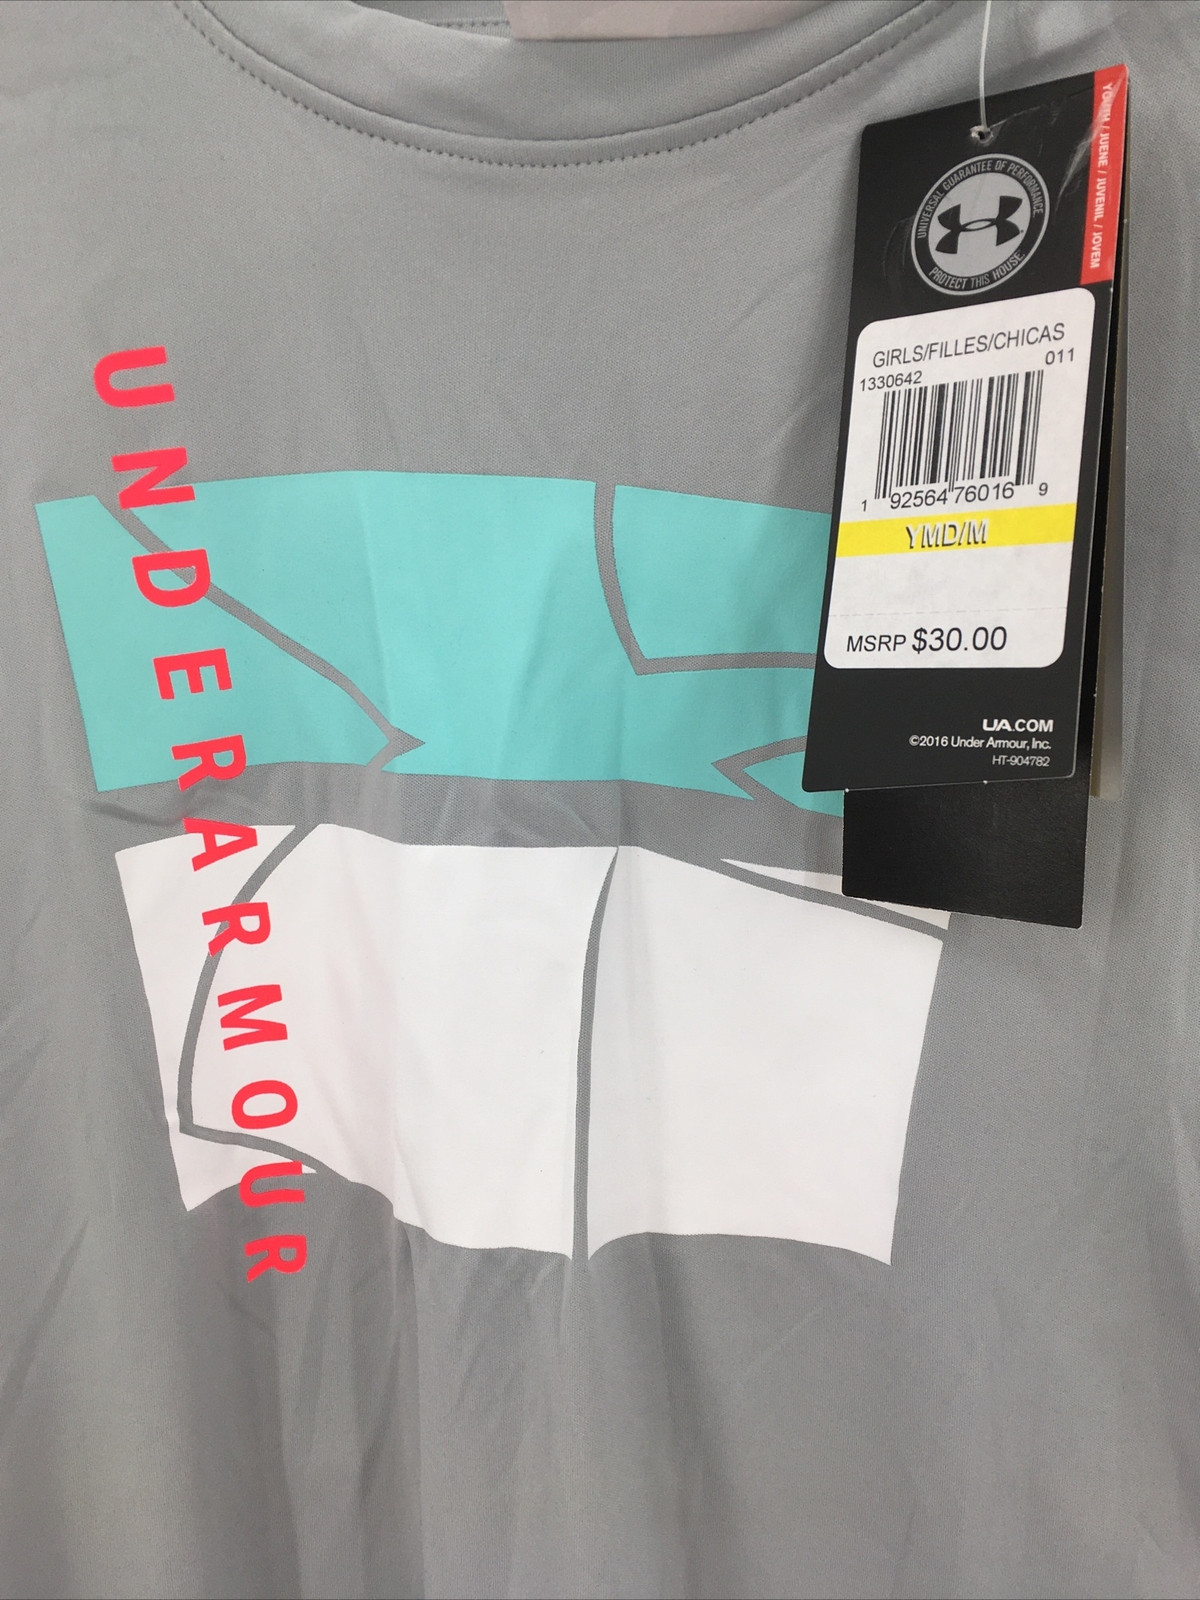 UNDER ARMOUR
YOUTH / JUENE / JUVENIL / JOVEM
UNIVERSAL GUARANTEE OF PERFORMANCE
PROTECT THIS HOUSE.
GIRLS/FILLES/CHICAS
1330642 011
1 92564 76016 9
YMD/M
MSRP $30.00
UA.COM
©2016 Under Armour, Inc.
HT-904782